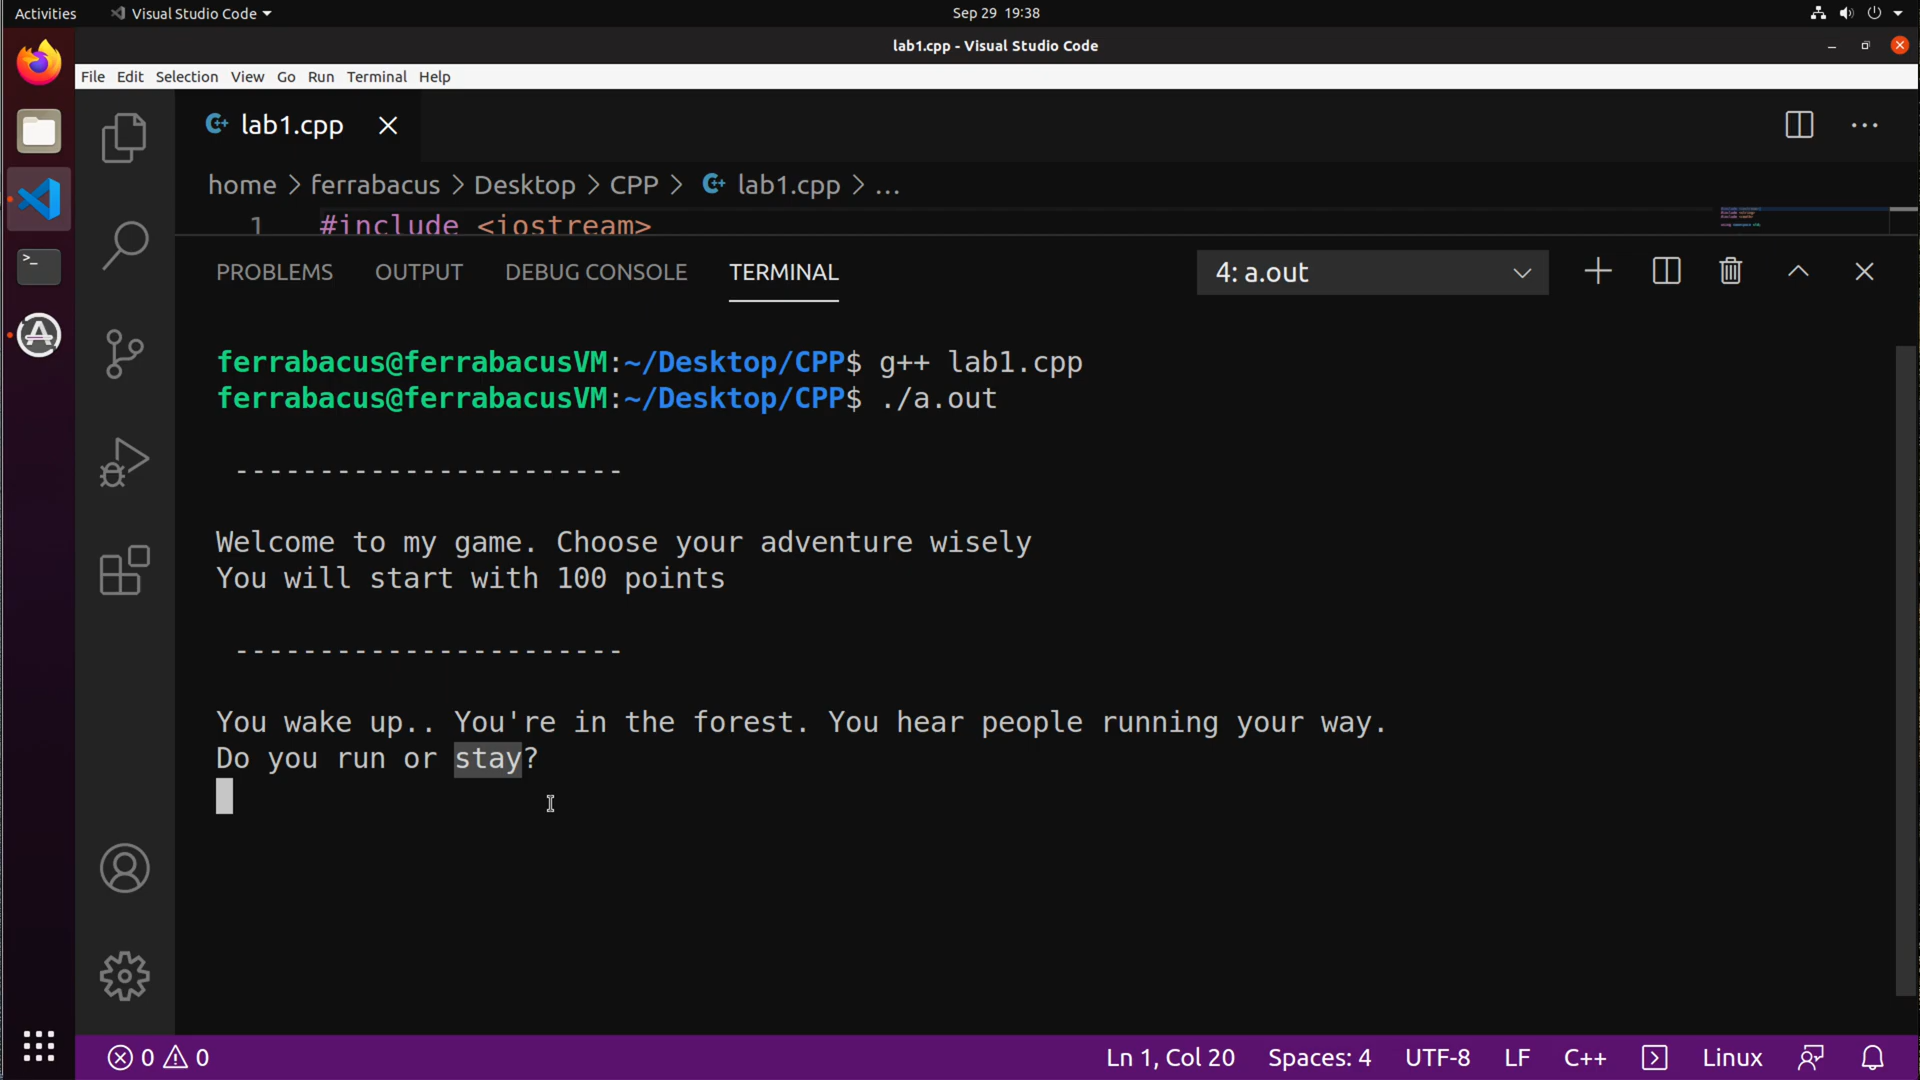 Activities Visual Studio Code Sep 29 19:38
lab1.cpp - Visual Studio Code
File Edit Selection View Go Run Terminal Help
lab1.cpp
home > ferrabacus > Desktop > CPP > lab1.cpp > ...
1 #include <iostream>
PROBLEMS OUTPUT DEBUG CONSOLE TERMINAL 4: a.out
ferrabacus@ferrabacusVM:~/Desktop/CPP$ g++ lab1.cpp
ferrabacus@ferrabacusVM:~/Desktop/CPP$ ./a.out
-----------------------
Welcome to my game. Choose your adventure wisely
You will start with 100 points
-----------------------
You wake up.. You're in the forest. You hear people running your way.
Do you run or stay?
0 0 Ln 1, Col 20 Spaces: 4 UTF-8 LF C++ Linux